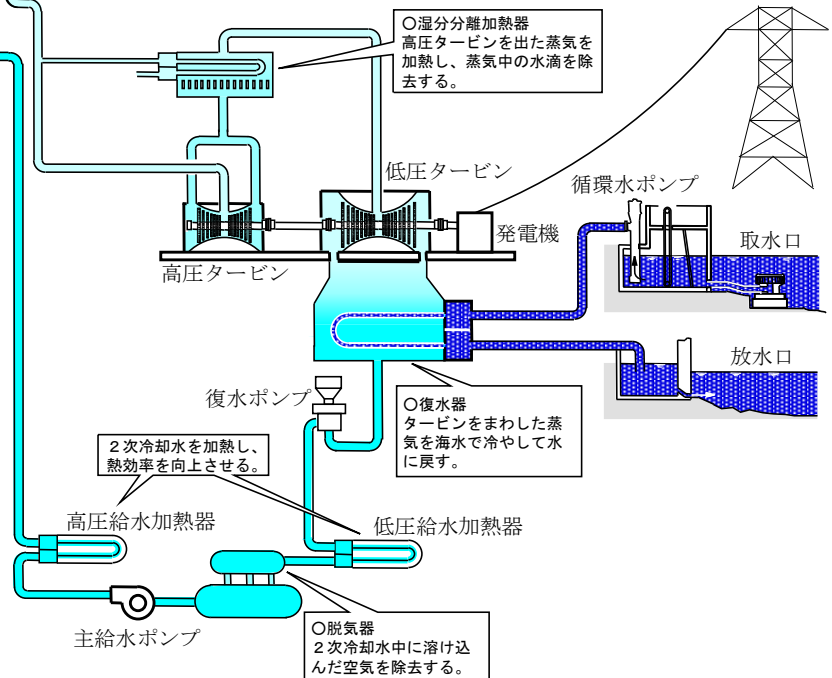 ○湿分分離加熱器
高圧タービンを出た蒸気を
加熱し、蒸気中の水滴を除
去する。
低圧タービン
循環水ポンプ
発電機
取水口
高圧タービン
放水口
復水ポンプ
○復水器
タービンをまわした蒸
気を海水で冷やして水
に戻す。
２次冷却水を加熱し、
熱効率を向上させる。
高圧給水加熱器
低圧給水加熱器
主給水ポンプ
○脱気器
２次冷却水中に溶け込
んだ空気を除去する。